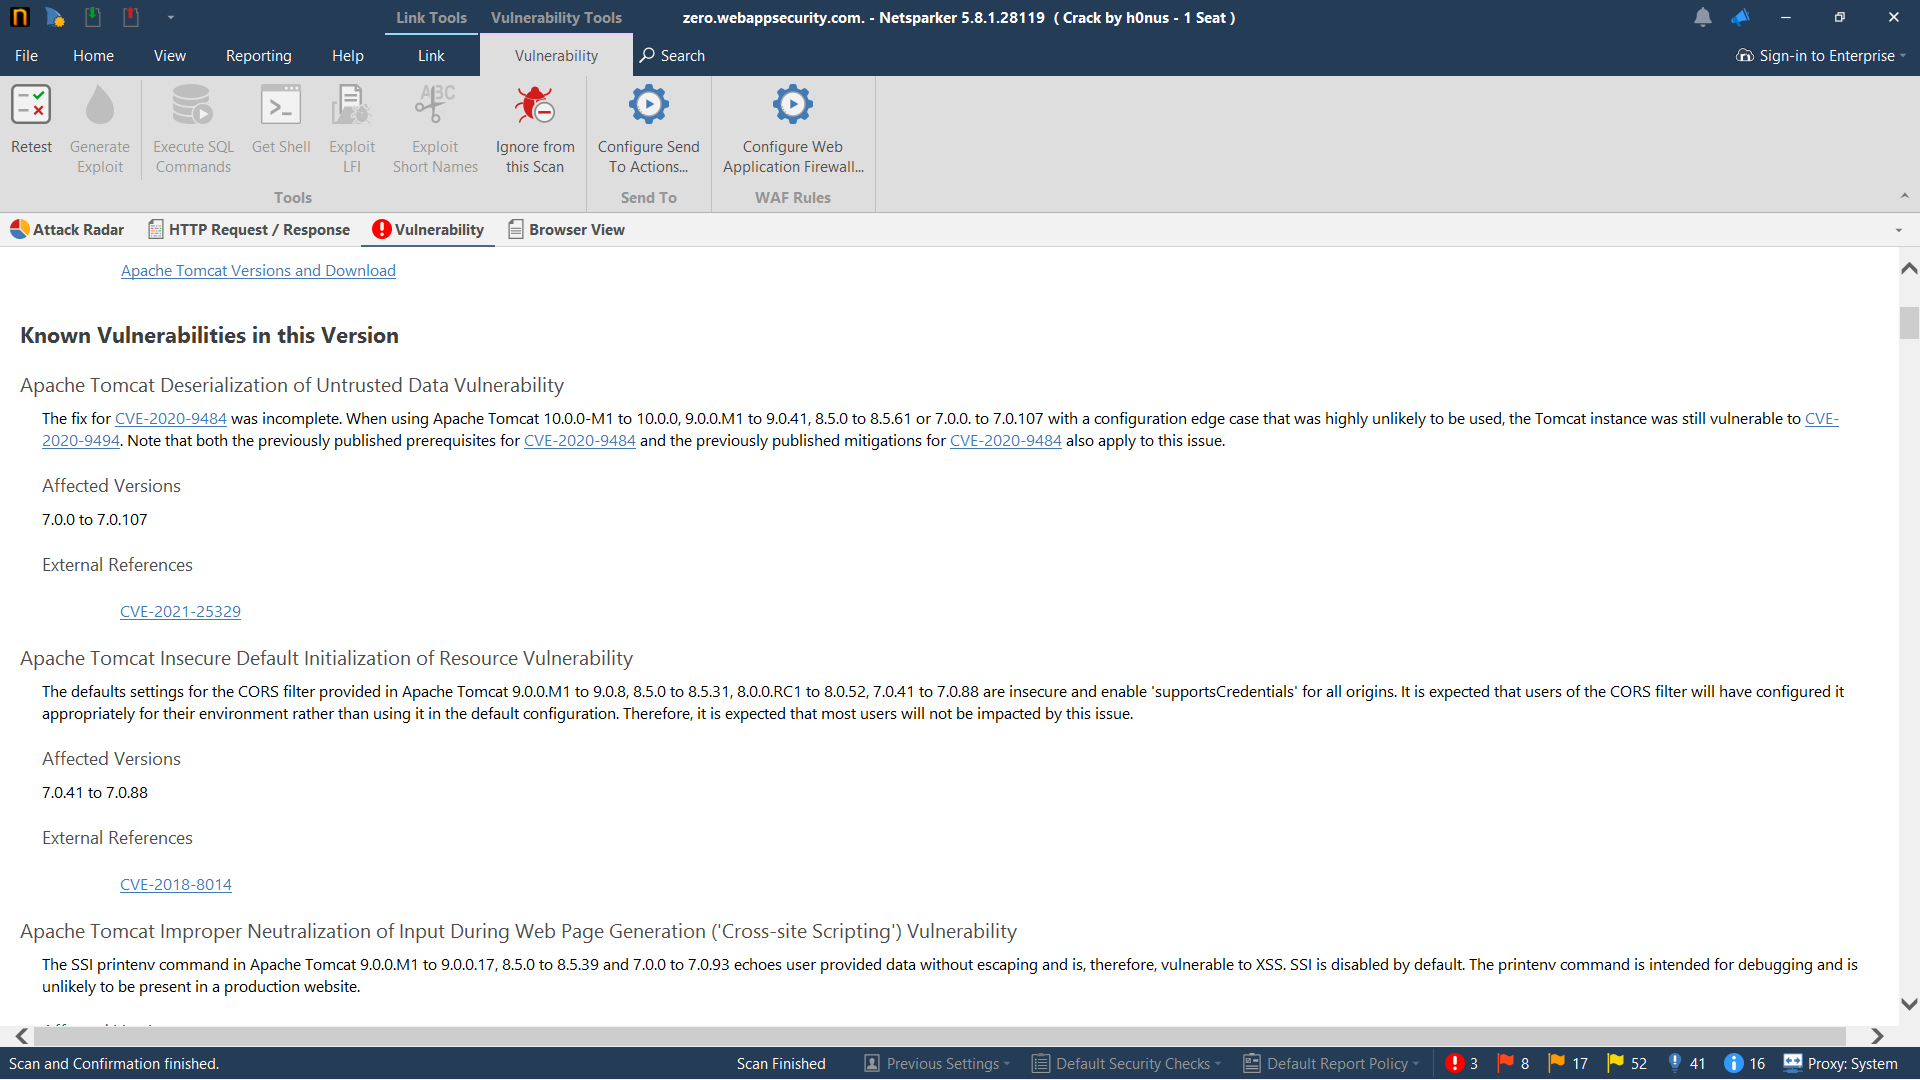 Link Tools Vulnerability Tools zero.webappsecurity.com. - Netsparker 5.8.1.28119 ( Crack by h0nus - 1 Seat )
File Home View Reporting Help Link Vulnerability Search Sign-in to Enterprise
Retest Generate Exploit Execute SQL Commands Get Shell Exploit LFI ABC Exploit Short Names Ignore from this Scan Configure Send To Actions... Configure Web Application Firewall...
Tools Send To WAF Rules
Attack Radar HTTP Request / Response Vulnerability Browser View
Apache Tomcat Versions and Download
Known Vulnerabilities in this Version
Apache Tomcat Deserialization of Untrusted Data Vulnerability
The fix for CVE-2020-9484 was incomplete. When using Apache Tomcat 10.0.0-M1 to 10.0.0, 9.0.0.M1 to 9.0.41, 8.5.0 to 8.5.61 or 7.0.0. to 7.0.107 with a configuration edge case that was highly unlikely to be used, the Tomcat instance was still vulnerable to CVE-
2020-9494. Note that both the previously published prerequisites for CVE-2020-9484 and the previously published mitigations for CVE-2020-9484 also apply to this issue.
Affected Versions
7.0.0 to 7.0.107
External References
CVE-2021-25329
Apache Tomcat Insecure Default Initialization of Resource Vulnerability
The defaults settings for the CORS filter provided in Apache Tomcat 9.0.0.M1 to 9.0.8, 8.5.0 to 8.5.31, 8.0.0.RC1 to 8.0.52, 7.0.41 to 7.0.88 are insecure and enable 'supportsCredentials' for all origins. It is expected that users of the CORS filter will have configured it
appropriately for their environment rather than using it in the default configuration. Therefore, it is expected that most users will not be impacted by this issue.
Affected Versions
7.0.41 to 7.0.88
External References
CVE-2018-8014
Apache Tomcat Improper Neutralization of Input During Web Page Generation ('Cross-site Scripting') Vulnerability
The SSI printenv command in Apache Tomcat 9.0.0.M1 to 9.0.0.17, 8.5.0 to 8.5.39 and 7.0.0 to 7.0.93 echoes user provided data without escaping and is, therefore, vulnerable to XSS. SSI is disabled by default. The printenv command is intended for debugging and is
unlikely to be present in a production website.
Scan and Confirmation finished. Scan Finished Previous Settings Default Security Checks Default Report Policy 3 8 17 52 41 16 Proxy: System